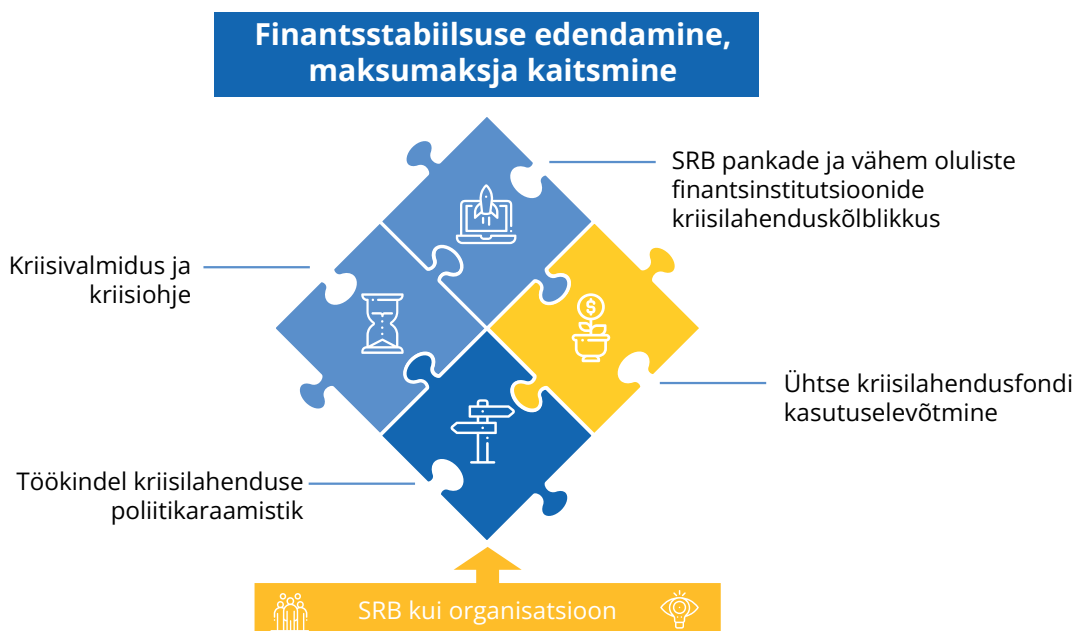 Finantsstabiilsuse edendamine,
maksumaksja kaitsmine
SRB pankade ja vähem oluliste
finantsinstitutsioonide
kriisilahenduskõlblikkus
Kriisivalmidus ja
kriisiohje
$
Ühtse kriisilahendusfondi
kasutuselevõtmine
Töökindel kriisilahenduse
poliitikaraamistik
SRB kui organisatsioon